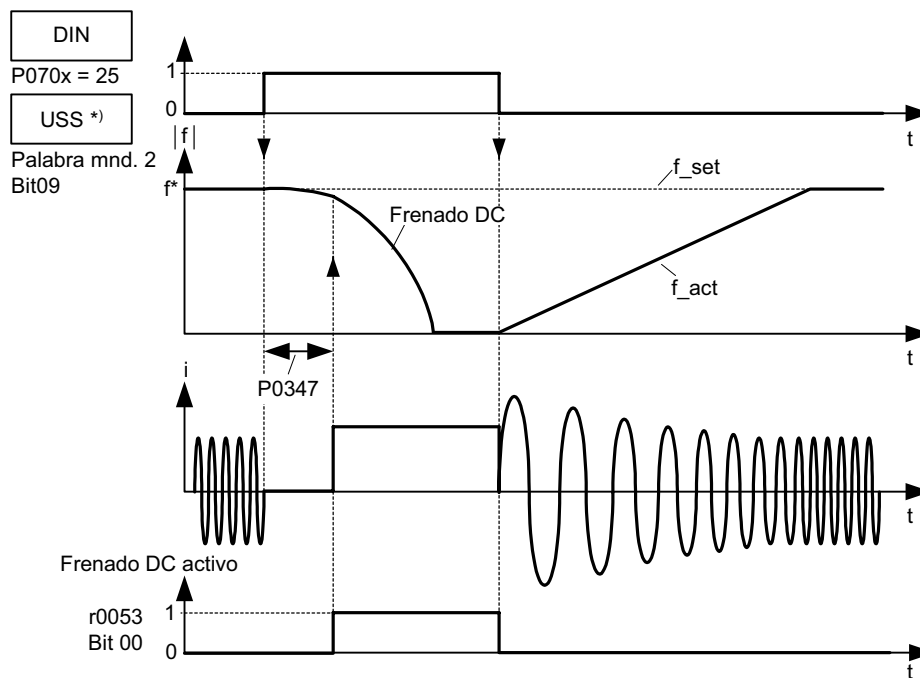 DIN
P070x = 25
1
0
t
USS *)
Palabra mnd. 2
Bit09
|f|
f*
f_set
Frenado DC
f_act
t
P0347
i
t
Frenado DC activo
r0053
Bit 00
1
0
t